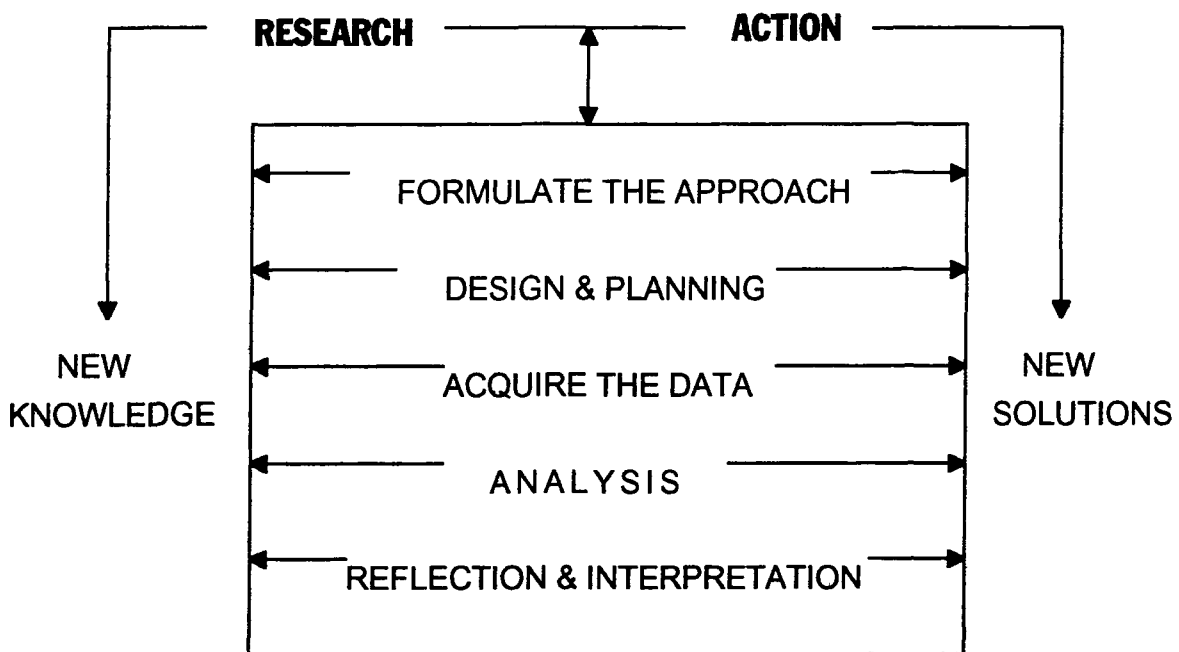 RESEARCH ACTION
FORMULATE THE APPROACH
DESIGN & PLANNING
NEW
KNOWLEDGE
ACQUIRE THE DATA
NEW
SOLUTIONS
ANALYSIS
REFLECTION & INTERPRETATION